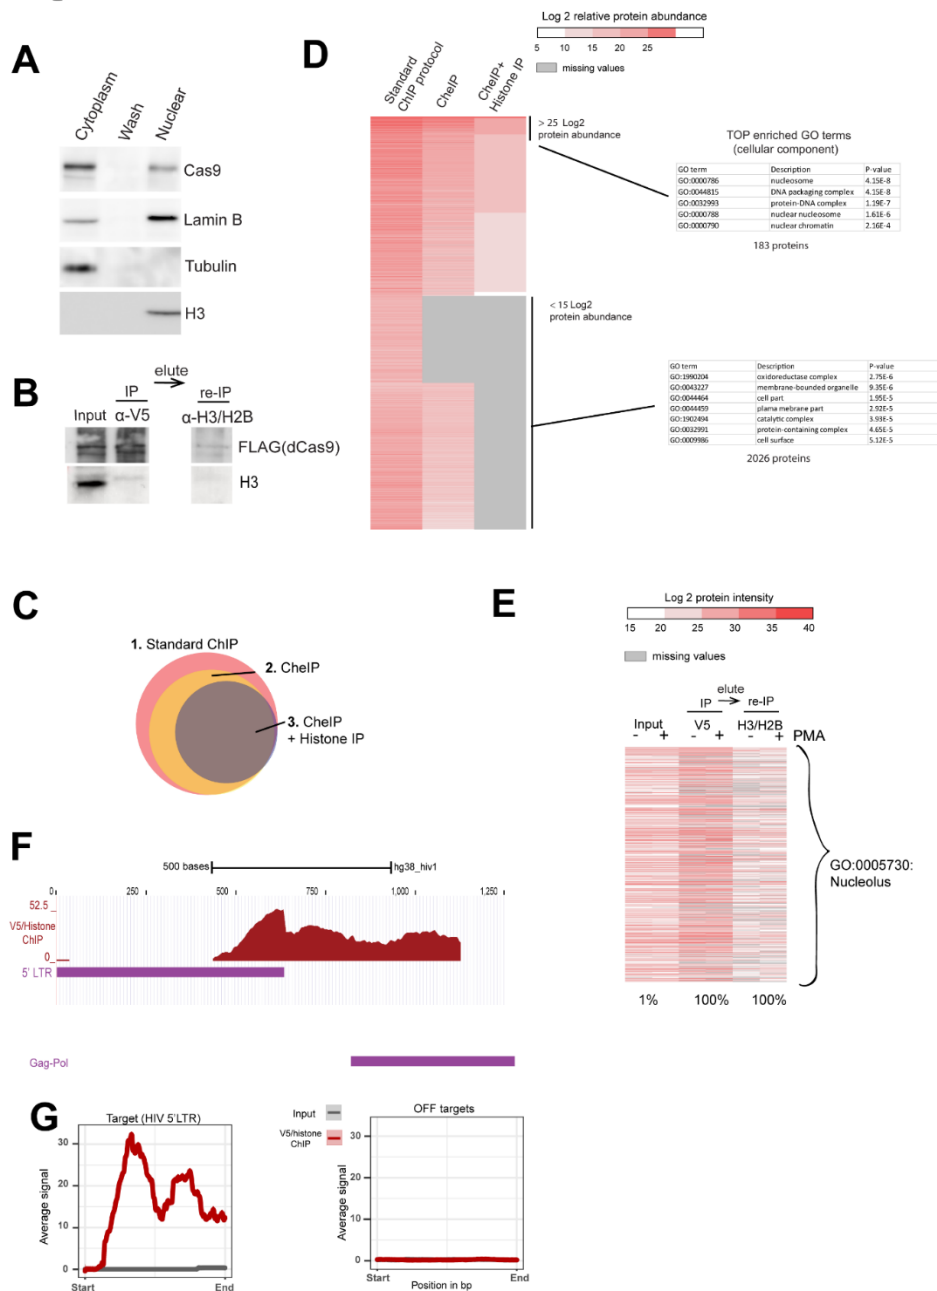 A
Cytoplasm
Wash
Nuclear
Cas9
Lamin B
Tubulin
H3
B
elute
IP
re-IP
Input
α-V5
α-H3/H2B
FLAG(dCas9)
H3
C
1. Standard ChIP
2. CheIP
3. CheIP
+ Histone IP
D
Log 2 relative protein abundance
5 10 15 20 25
missing values
Standard
ChIP protocol
CheIP
CheIP+
Histone IP
> 25 Log2
protein abundance
TOP enriched GO terms
(cellular component)
GO term Description P-value
GO:0000786 nucleosome 4.15E-8
GO:0044815 DNA packaging complex 4.15E-8
GO:0032993 protein-DNA complex 1.19E-7
GO:0000788 nuclear nucleosome 1.61E-6
GO:0000790 nuclear chromatin 2.16E-4
183 proteins
< 15 Log2
protein abundance
GO term Description P-value
GO:1990204 oxidoreductase complex 2.75E-6
GO:0043227 membrane-bounded organelle 9.35E-6
GO:0044464 cell part 1.95E-5
GO:0044459 plama mebrane part 2.92E-5
GO:1902494 catalytic complex 3.93E-5
GO:0032991 protein-containing complex 4.65E-5
GO:0009986 cell surface 5.12E-5
2026 proteins
E
Log 2 protein intensity
15 20 25 30 35 40
missing values
elute
IP re-IP
Input V5 H3/H2B
- + - + - + PMA
GO:0005730:
Nucleolus
1% 100% 100%
F
500 bases hg38_hiv1
0 250 500 750 1,000 1,250
52.5
V5/Histone
ChIP
0
5' LTR
Gag-Pol
G
Target (HIV 5'LTR)
Average signal
30
20
10
0
Start End
Input
V5/histone
ChIP
OFF targets
Average signal
30
20
10
0
Start End
Position in bp